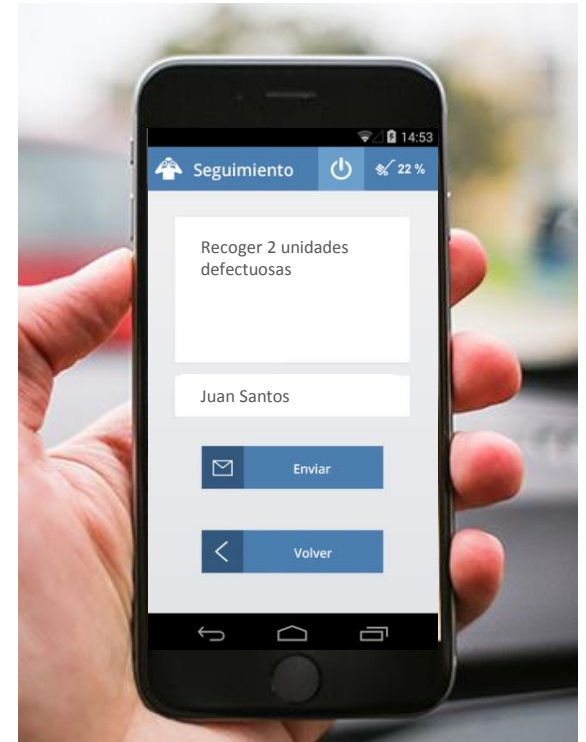 14:53
Seguimiento
22 %
Recoger 2 unidades
defectuosas
Juan Santos
Enviar
Volver